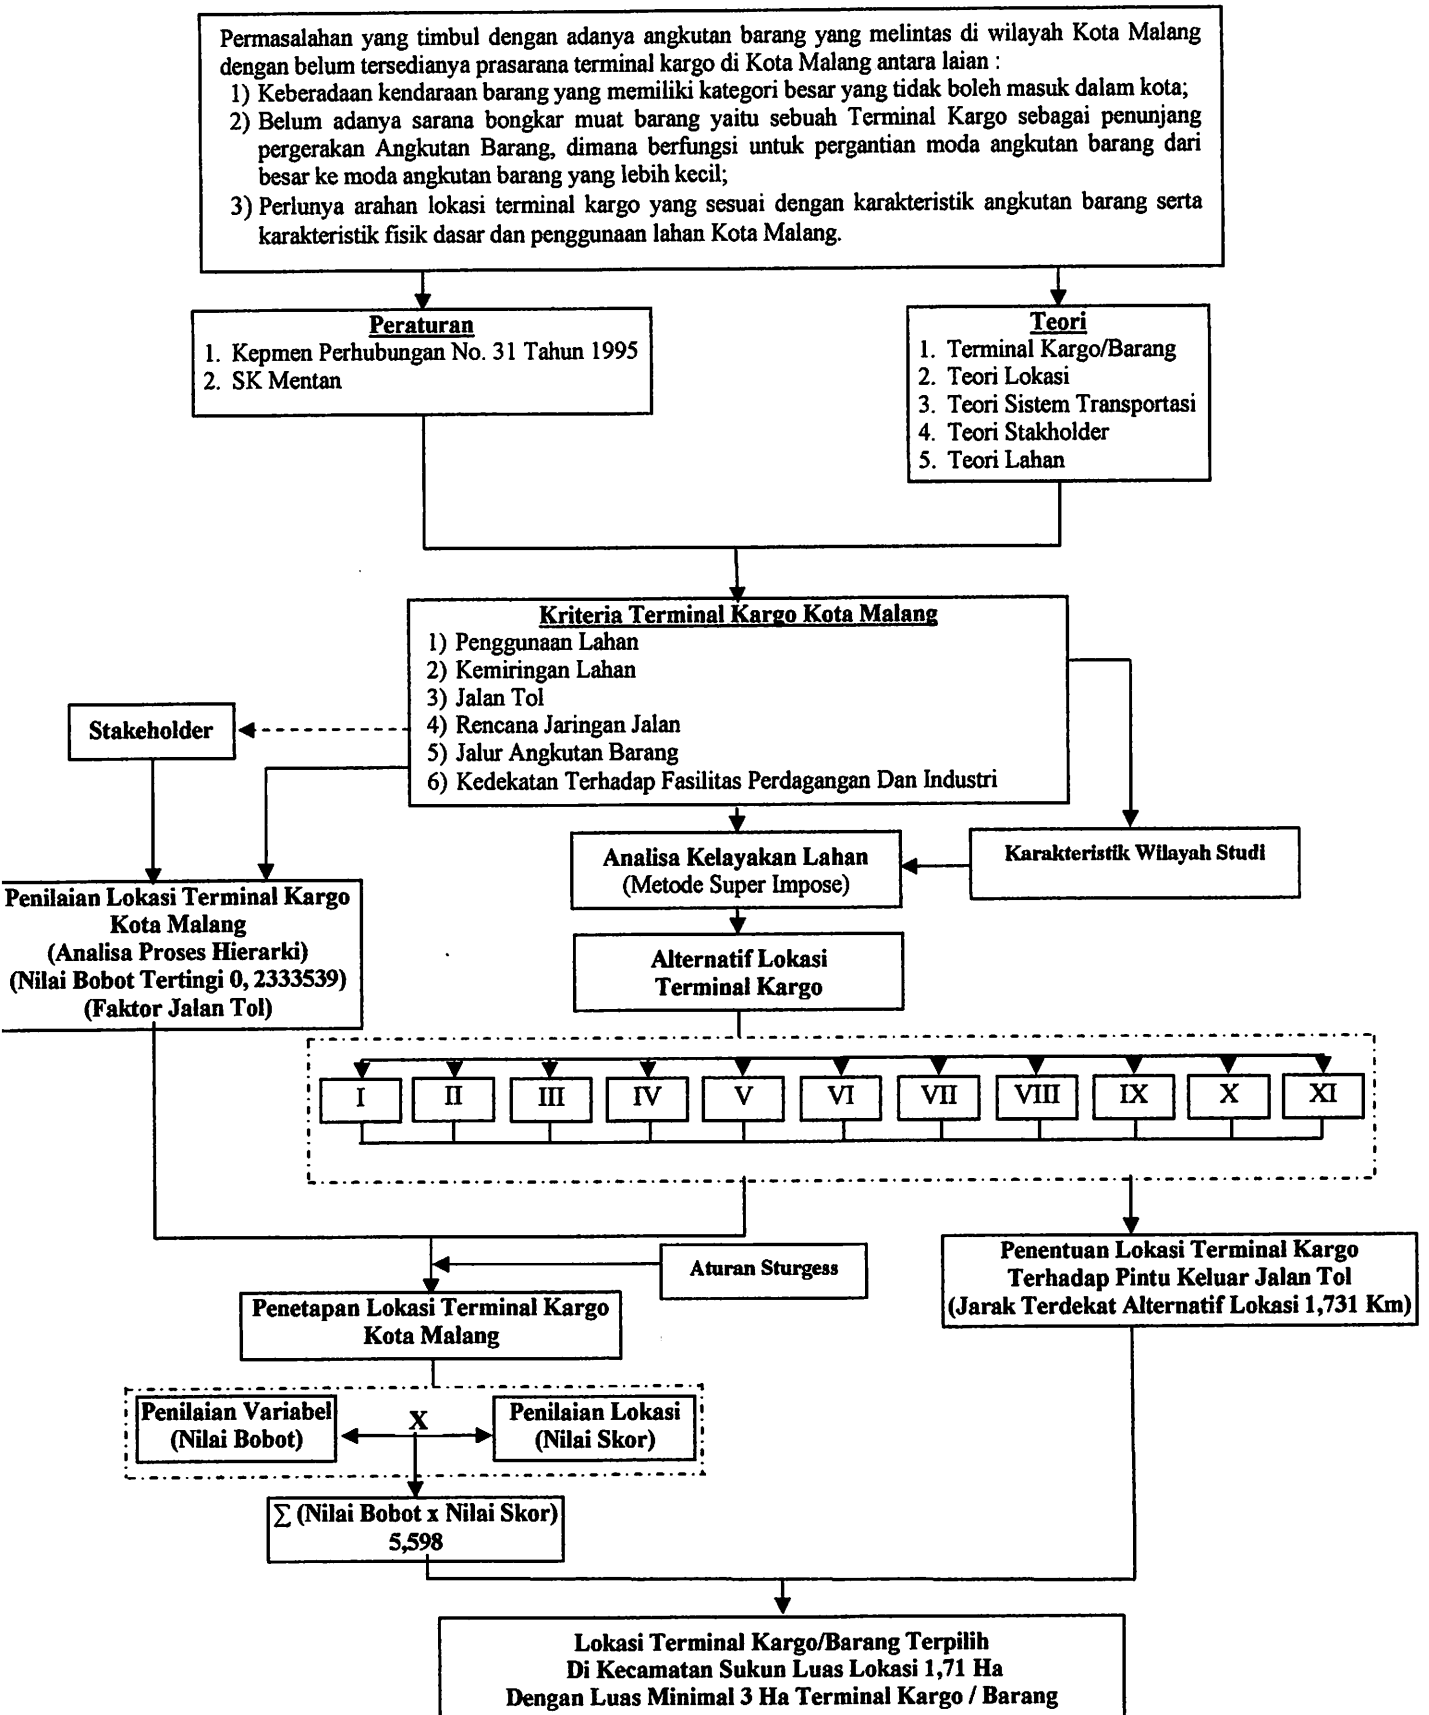 Permasalahan yang timbul dengan adanya angkutan barang yang melintas di wilayah Kota Malang
dengan belum tersedianya prasarana terminal kargo di Kota Malang antara laian :
1) Keberadaan kendaraan barang yang memiliki kategori besar yang tidak boleh masuk dalam kota;
2) Belum adanya sarana bongkar muat barang yaitu sebuah Terminal Kargo sebagai penunjang
pergerakan Angkutan Barang, dimana berfungsi untuk pergantian moda angkutan barang dari
besar ke moda angkutan barang yang lebih kecil;
3) Perlunya arahan lokasi terminal kargo yang sesuai dengan karakteristik angkutan barang serta
karakteristik fisik dasar dan penggunaan lahan Kota Malang.
Peraturan
1. Kepmen Perhubungan No. 31 Tahun 1995
2. SK Mentan
Teori
1. Terminal Kargo/Barang
2. Teori Lokasi
3. Teori Sistem Transportasi
4. Teori Stakholder
5. Teori Lahan
Kriteria Terminal Kargo Kota Malang
1) Penggunaan Lahan
2) Kemiringan Lahan
3) Jalan Tol
4) Rencana Jaringan Jalan
5) Jalur Angkutan Barang
6) Kedekatan Terhadap Fasilitas Perdagangan Dan Industri
Stakeholder
Analisa Kelayakan Lahan
(Metode Super Impose)
Karakteristik Wilayah Studi
Penilaian Lokasi Terminal Kargo
Kota Malang
(Analisa Proses Hierarki)
(Nilai Bobot Tertingi 0, 2333539)
(Faktor Jalan Tol)
Alternatif Lokasi
Terminal Kargo
I II III IV V VI VII VIII IX X XI
Aturan Sturgess
Penentuan Lokasi Terminal Kargo
Terhadap Pintu Keluar Jalan Tol
(Jarak Terdekat Alternatif Lokasi 1,731 Km)
Penetapan Lokasi Terminal Kargo
Kota Malang
Penilaian Variabel
(Nilai Bobot)
X
Penilaian Lokasi
(Nilai Skor)
∑ (Nilai Bobot x Nilai Skor)
5,598
Lokasi Terminal Kargo/Barang Terpilih
Di Kecamatan Sukun Luas Lokasi 1,71 Ha
Dengan Luas Minimal 3 Ha Terminal Kargo / Barang